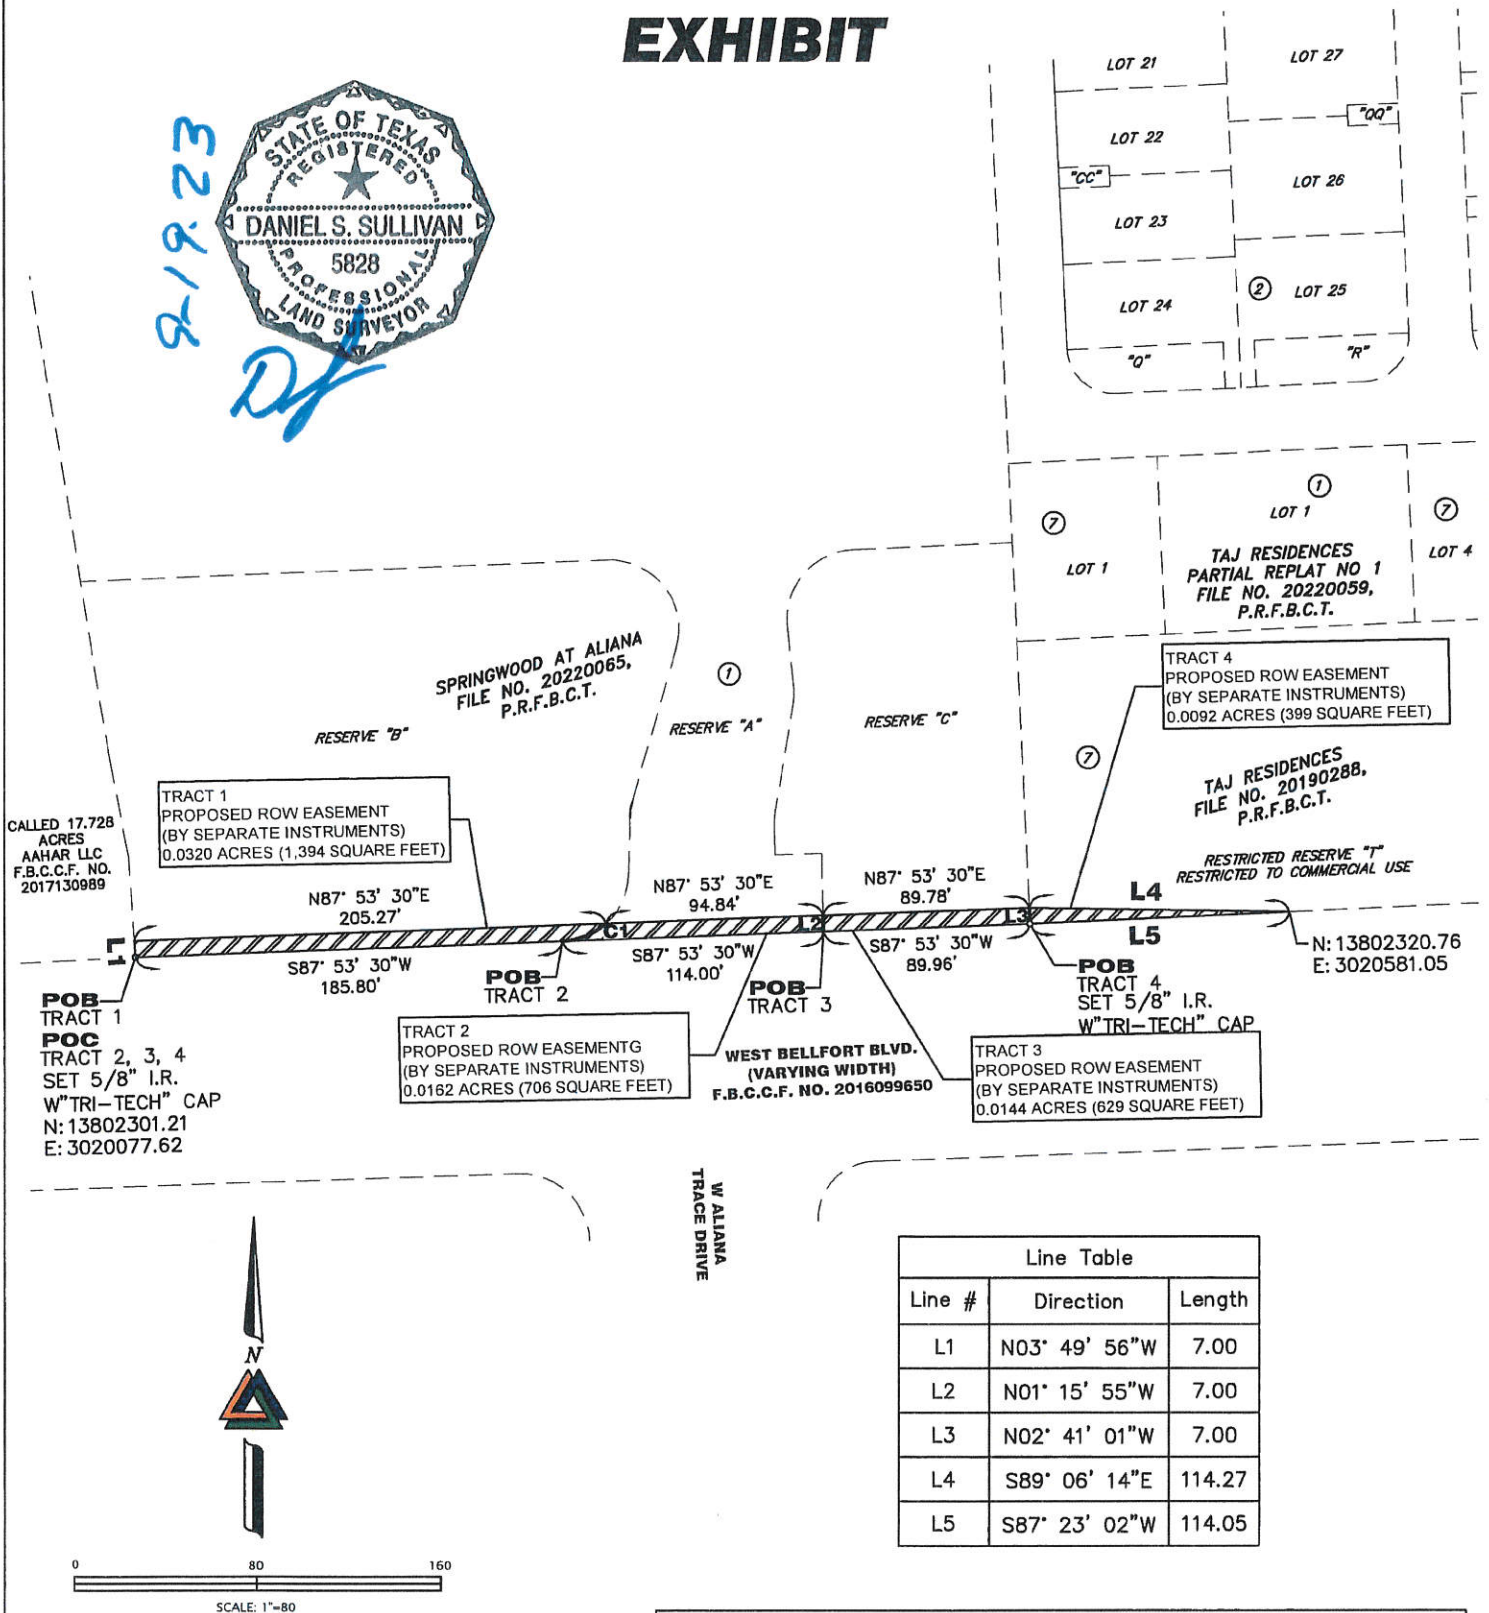 EXHIBIT
9-19-23
STATE OF TEXAS
REGISTERED
DANIEL S. SULLIVAN
5828
PROFESSIONAL
LAND SURVEYOR
LOT 21
LOT 22
"CC"
LOT 23
LOT 24
"Q"
LOT 27
"QQ"
LOT 26
2
LOT 25
"R"
7
LOT 1
1
LOT 1
TAJ RESIDENCES
PARTIAL REPLAT NO 1
FILE NO. 20220059,
P.R.F.B.C.T.
7
LOT 4
SPRINGWOOD AT ALIANA
FILE NO. 20220065,
P.R.F.B.C.T.
RESERVE "B"
1
RESERVE "A"
RESERVE "C"
TRACT 4
PROPOSED ROW EASEMENT
(BY SEPARATE INSTRUMENTS)
0.0092 ACRES (399 SQUARE FEET)
7
TAJ RESIDENCES
FILE NO. 20190288,
P.R.F.B.C.T.
RESTRICTED RESERVE "T"
RESTRICTED TO COMMERCIAL USE
CALLED 17.728
ACRES
AAHAR LLC
F.B.C.C.F. NO.
2017130989
TRACT 1
PROPOSED ROW EASEMENT
(BY SEPARATE INSTRUMENTS)
0.0320 ACRES (1,394 SQUARE FEET)
N87° 53' 30"E
205.27'
N87° 53' 30"E
94.84'
N87° 53' 30"E
89.78'
L4
L1
C1
L2
L3
L5
S87° 53' 30"W
185.80'
S87° 53' 30"W
114.00'
S87° 53' 30"W
89.96'
N: 13802320.76
E: 3020581.05
POB
TRACT 1
POC
TRACT 2, 3, 4
SET 5/8" I.R.
W"TRI-TECH" CAP
N: 13802301.21
E: 3020077.62
POB
TRACT 2
POB
TRACT 3
POB
TRACT 4
SET 5/8" I.R.
W"TRI-TECH" CAP
TRACT 2
PROPOSED ROW EASEMENTG
(BY SEPARATE INSTRUMENTS)
0.0162 ACRES (706 SQUARE FEET)
WEST BELLFORT BLVD.
(VARYING WIDTH)
F.B.C.C.F. NO. 2016099650
TRACT 3
PROPOSED ROW EASEMENT
(BY SEPARATE INSTRUMENTS)
0.0144 ACRES (629 SQUARE FEET)
W ALIANA
TRACE DRIVE
N
0 80 160
SCALE: 1"=80
Line Table
Line # Direction Length
L1 N03° 49' 56"W 7.00
L2 N01° 15' 55"W 7.00
L3 N02° 41' 01"W 7.00
L4 S89° 06' 14"E 114.27
L5 S87° 23' 02"W 114.05